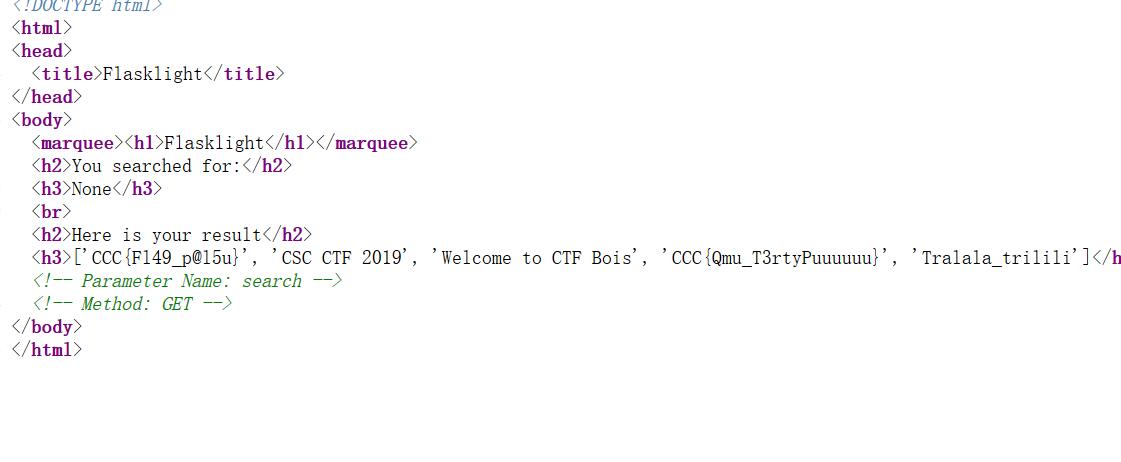 <!DOCTYPE html>
<html>
<head>
<title>Flasklight</title>
</head>
<body>
<marquee><h1>Flasklight</h1></marquee>
<h2>You searched for:</h2>
<h3>None</h3>
<br>
<h2>Here is your result</h2>
<h3>['CCC{Fl49_p@l5u}', 'CSC CTF 2019', 'Welcome to CTF Bois', 'CCC{Qmu_T3rtyPuuuuuu}', 'Tralala_trilili']</h
<!-- Parameter Name: search -->
<!-- Method: GET -->
</body>
</html>